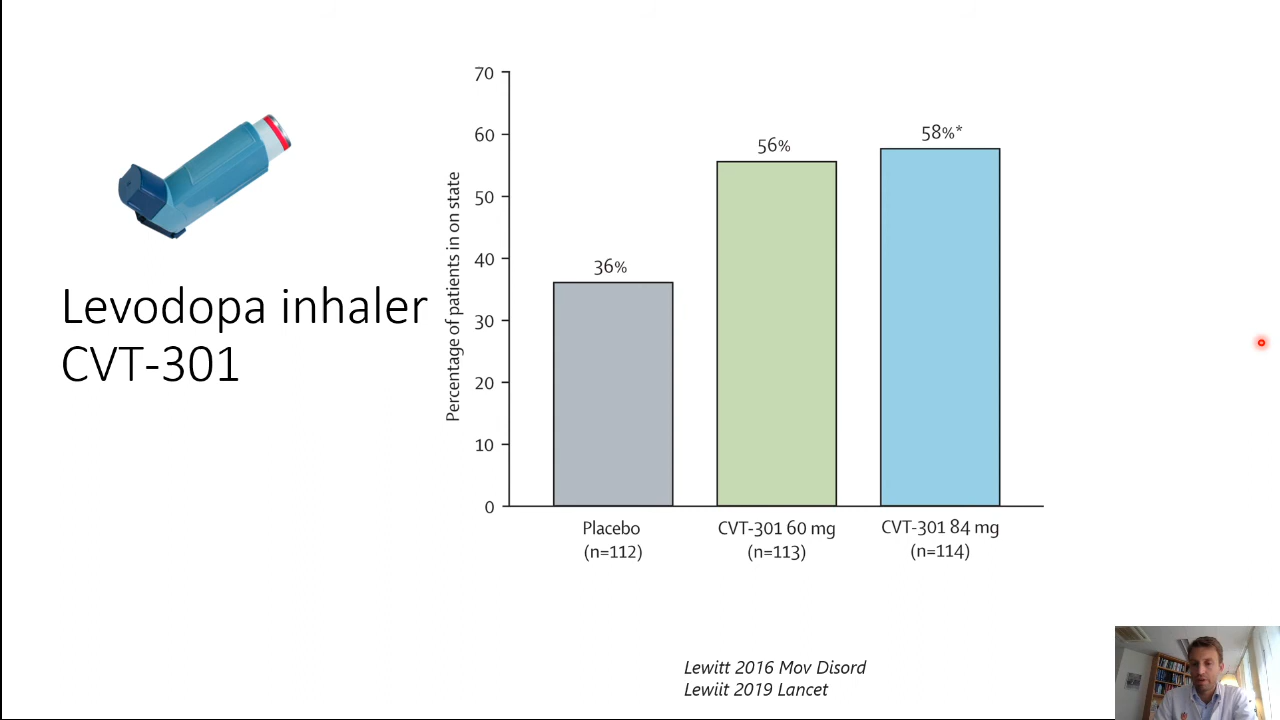 Levodopa inhaler
CVT-301
Percentage of patients in on state
70
60
50
40
30
20
10
0
36%
56%
58%*
Placebo
(n=112)
CVT-301 60 mg
(n=113)
CVT-301 84 mg
(n=114)
Lewitt 2016 Mov Disord
Lewiit 2019 Lancet